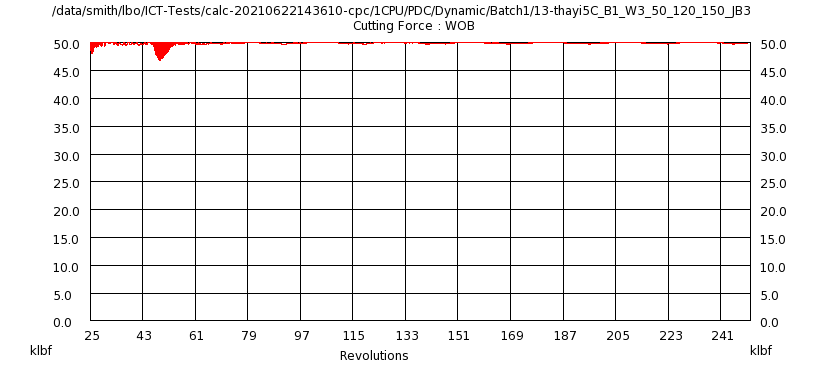 /data/smith/lbo/ICT-Tests/calc-20210622143610-cpc/1CPU/PDC/Dynamic/Batch1/13-thayi5C_B1_W3_50_120_150_JB3
Cutting Force : WOB
50.0 50.0
45.0 45.0
40.0 40.0
35.0 35.0
30.0 30.0
25.0 25.0
20.0 20.0
15.0 15.0
10.0 10.0
5.0 5.0
0.0 0.0
25 43 61 79 97 115 133 151 169 187 205 223 241
klbf klbf
Revolutions